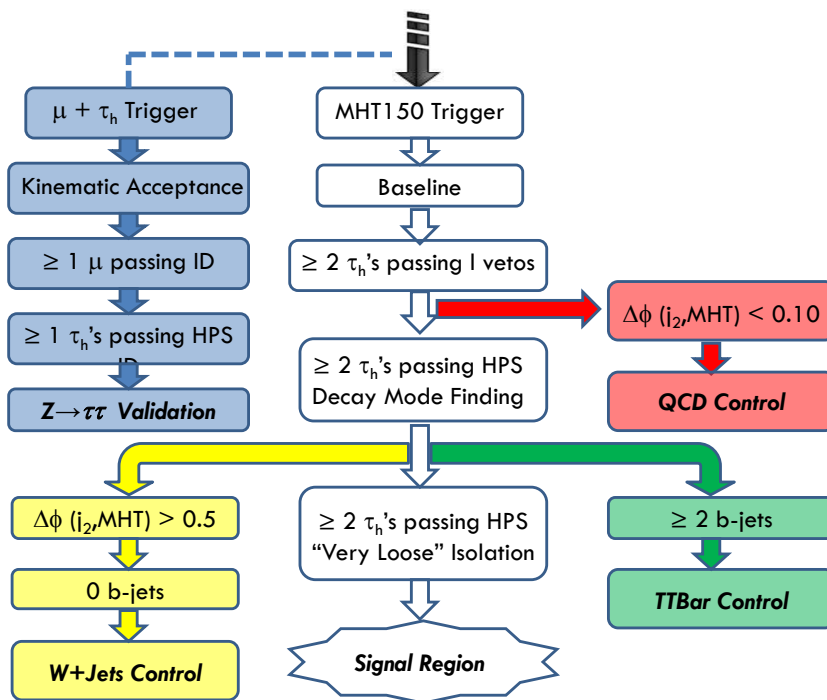 μ + τh Trigger
MHT150 Trigger
Kinematic Acceptance
Baseline
≥ 1 μ passing ID
≥ 2 τh's passing l vetos
Δϕ (j2,MHT) < 0.10
≥ 1 τh's passing HPS
ID
≥ 2 τh's passing HPS
Decay Mode Finding
Z→ττ Validation
QCD Control
Δϕ (j2,MHT) > 0.5
≥ 2 τh's passing HPS
“Very Loose” Isolation
≥ 2 b-jets
0 b-jets
TTBar Control
W+Jets Control
Signal Region